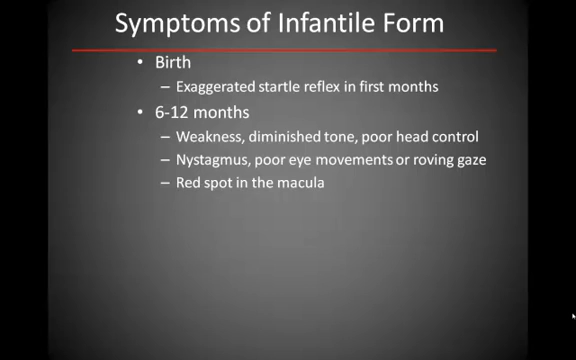 Symptoms of Infantile Form
• Birth
– Exaggerated startle reflex in first months
• 6-12 months
– Weakness, diminished tone, poor head control
– Nystagmus, poor eye movements or roving gaze
– Red spot in the macula